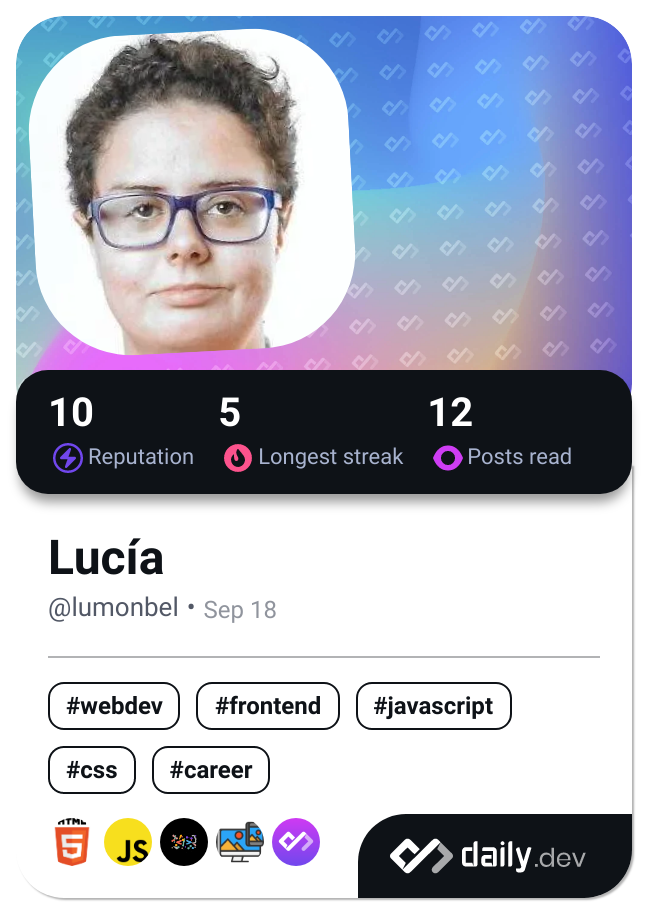 10 5 12
Reputation Longest streak Posts read
Lucía
@lumonbel • Sep 18
#webdev #frontend #javascript
#css #career
HTML
5 JS
daily.dev